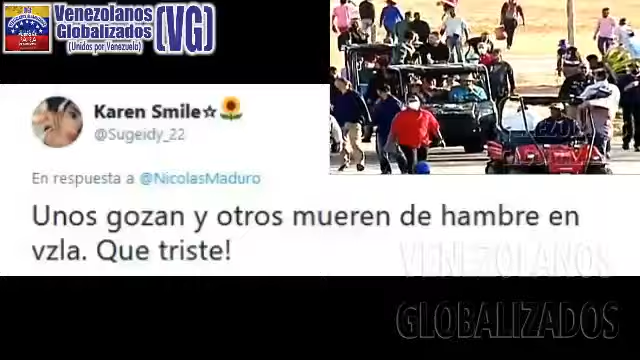 Venezolanos
Globalizados
(Unidos por Venezuela)
(VG)
Karen Smile☆🌻
@Sugeidy_22
En respuesta a @NicolasMaduro
Unos gozan y otros mueren de hambre en
vzla. Que triste!
VENEZOLANOS
GLOBALIZADOS